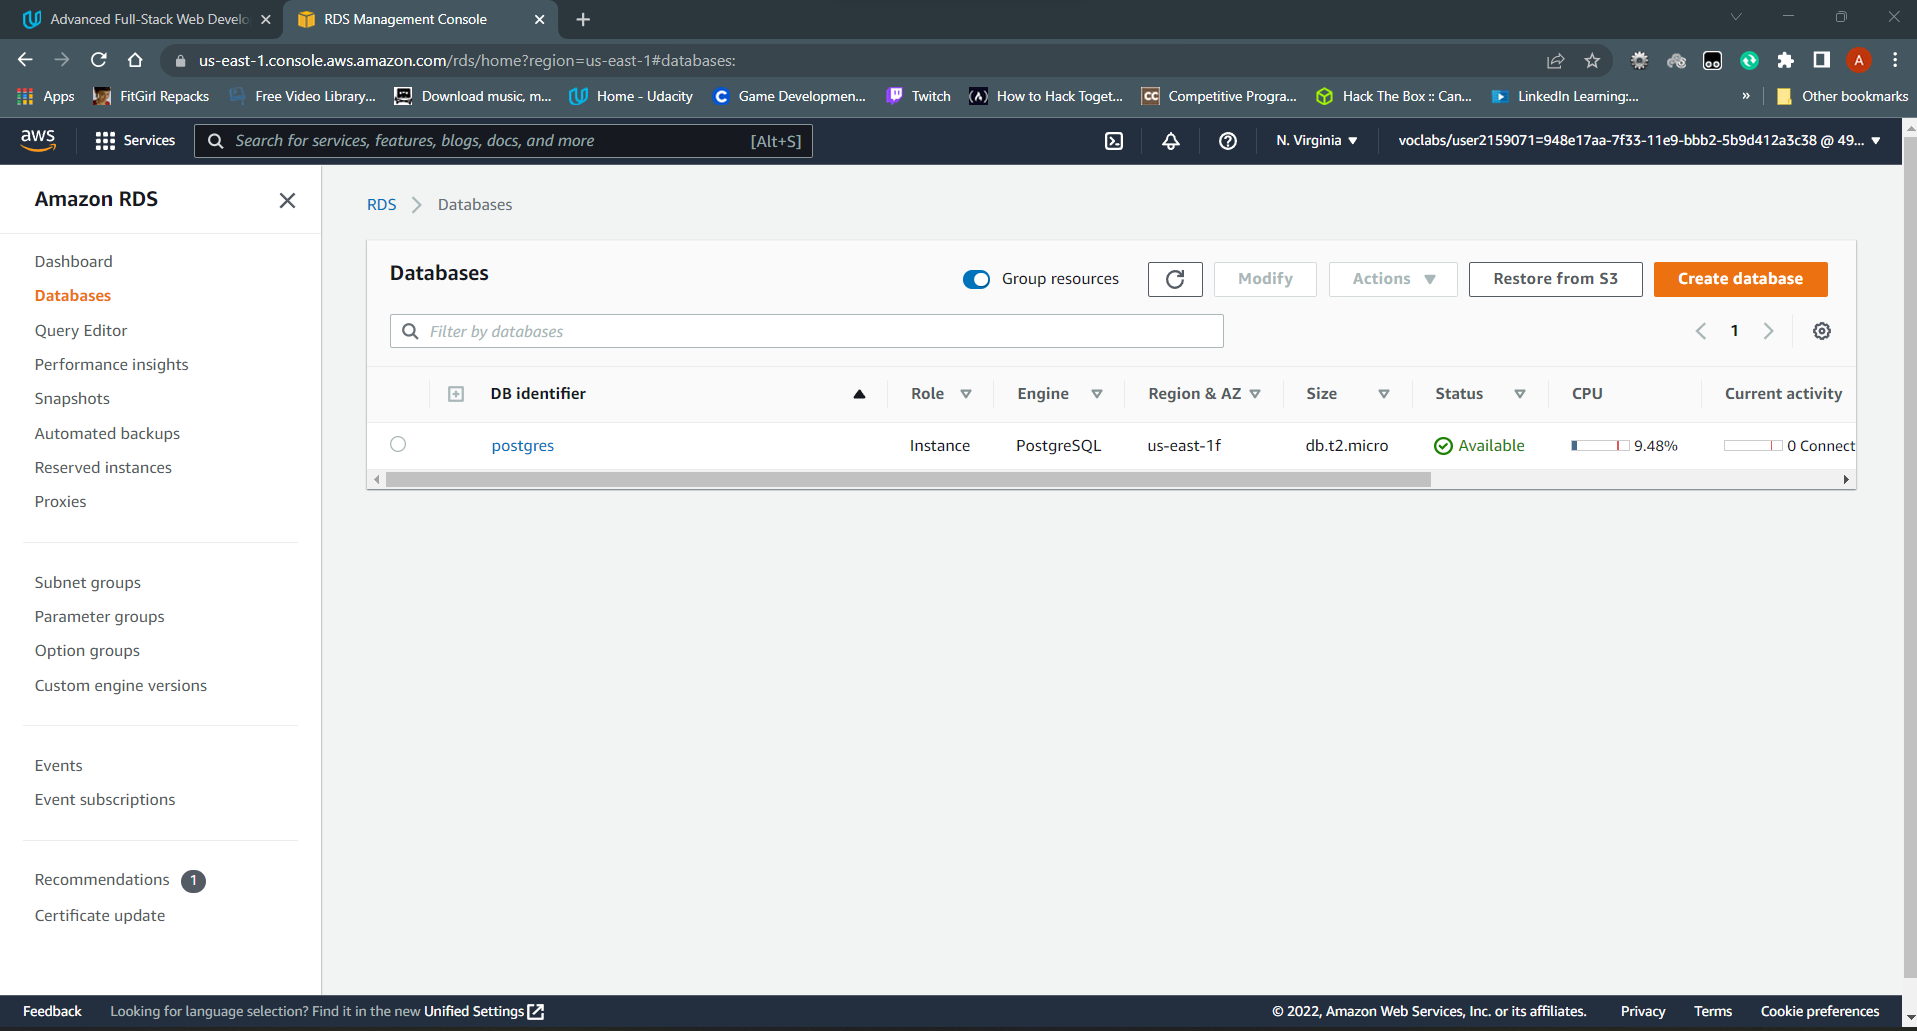 Advanced Full-Stack Web Develo
RDS Management Console
us-east-1.console.aws.amazon.com/rds/home?region=us-east-1#databases:
A
Apps
FitGirl Repacks
Free Video Library...
Download music, m...
Home - Udacity
C
Game Developmen...
Twitch
How to Hack Toget...
CC
Competitive Progra...
Hack The Box :: Can...
LinkedIn Learning:...
»
Other bookmarks
aws
Services
Search for services, features, blogs, docs, and more
[Alt+S]
N. Virginia
voclabs/user2159071=948e17aa-7f33-11e9-bbb2-5b9d412a3c38 @ 49...
Amazon RDS
Dashboard
Databases
Query Editor
Performance insights
Snapshots
Automated backups
Reserved instances
Proxies
Subnet groups
Parameter groups
Option groups
Custom engine versions
Events
Event subscriptions
Recommendations 1
Certificate update
RDS > Databases
Databases
Group resources
Modify
Actions
Restore from S3
Create database
Filter by databases
1
DB identifier
Role
Engine
Region & AZ
Size
Status
CPU
Current activity
postgres
Instance
PostgreSQL
us-east-1f
db.t2.micro
Available
9.48%
0 Connect
Feedback
Looking for language selection? Find it in the new Unified Settings
© 2022, Amazon Web Services, Inc. or its affiliates.
Privacy
Terms
Cookie preferences